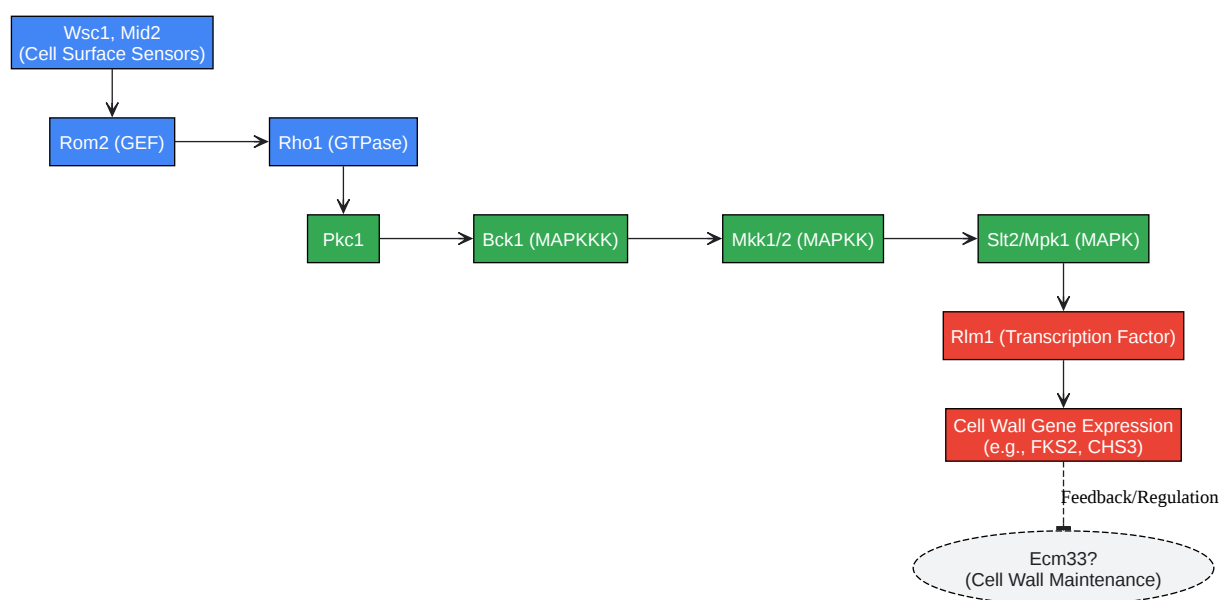 Wsc1, Mid2
(Cell Surface Sensors)
Rom2 (GEF)
Rho1 (GTPase)
Pkc1
Bck1 (MAPKKK)
Mkk1/2 (MAPKK)
Slt2/Mpk1 (MAPK)
Rlm1 (Transcription Factor)
Cell Wall Gene Expression
(e.g., FKS2, CHS3)
Feedback/Regulation
Ecm33?
(Cell Wall Maintenance)